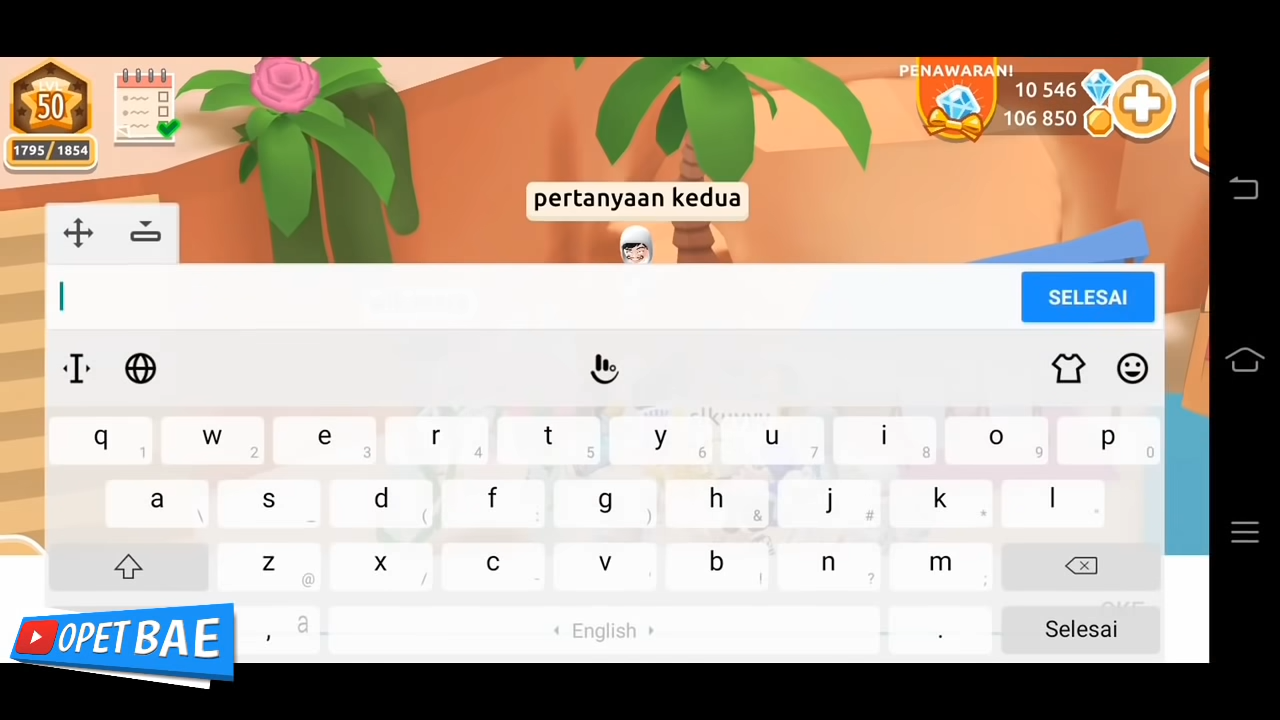 PENAWARAN!
LVL
50
1795/1854
10 546
106 850
pertanyaan kedua
SELESAI
q 1 w 2 e 3 r 4 t 5 y 6 u 7 i 8 o 9 p 0
a \ s _ d ( f : g ) h & j # k * l "
z @ x / c - v ' b ! n ? m ;
, a English . Selesai
OPET BAE